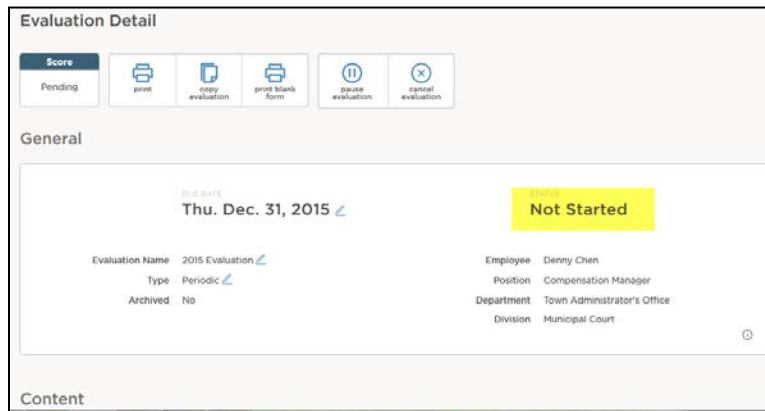 Evaluation Detail
Score
Pending
print
copy
evaluation
print blank
form
pause
evaluation
cancel
evaluation
General
DUE DATE
Thu. Dec. 31, 2015
STATUS
Not Started
Evaluation Name 2015 Evaluation
Type Periodic
Archived No
Employee Denny Chen
Position Compensation Manager
Department Town Administrator's Office
Division Municipal Court
Content